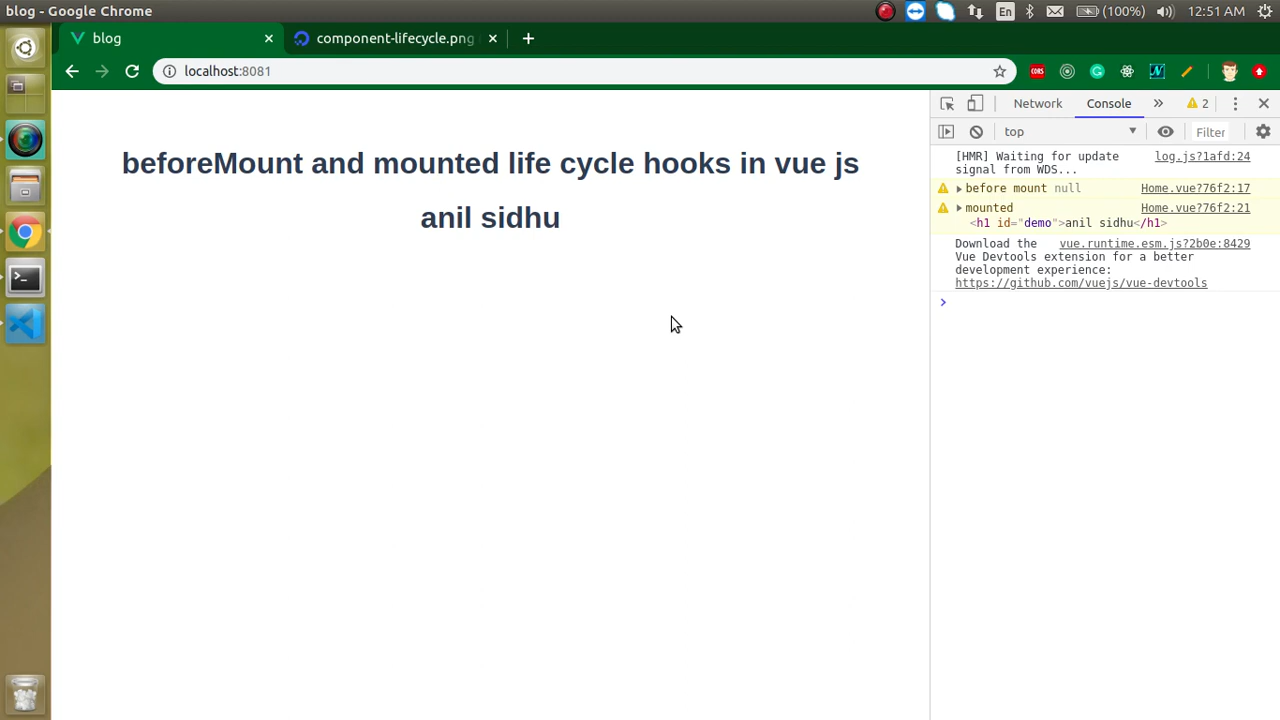 blog - Google Chrome
En
(100%)
12:51 AM
blog
component-lifecycle.png
localhost:8081
CORS
N
Network
Console
2
top
Filter
beforeMount and mounted life cycle hooks in vue js
anil sidhu
[HMR] Waiting for update log.js?1afd:24
signal from WDS...
before mount null Home.vue?76f2:17
mounted Home.vue?76f2:21
<h1 id="demo">anil sidhu</h1>
Download the vue.runtime.esm.js?2b0e:8429
Vue Devtools extension for a better
development experience:
https://github.com/vuejs/vue-devtools